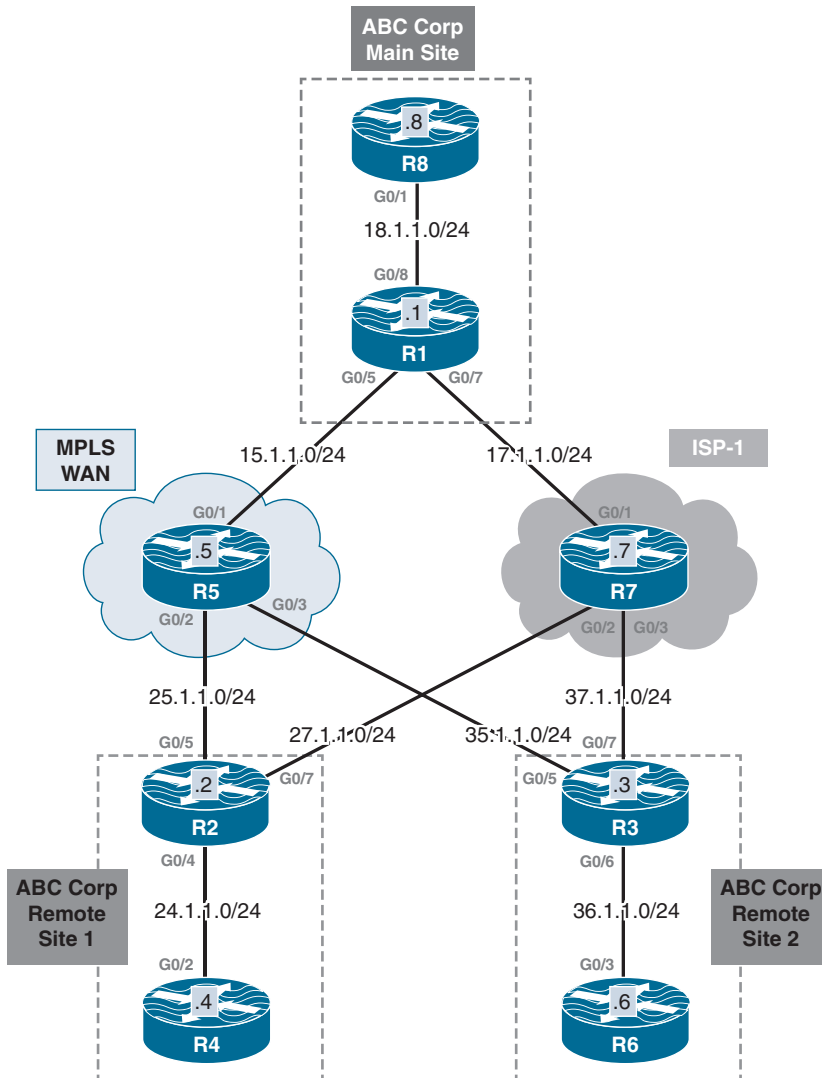 ABC Corp
Main Site
.8
R8
G0/1
18.1.1.0/24
G0/8
.1
R1
G0/5
G0/7
MPLS
WAN
15.1.1.0/24
17.1.1.0/24
ISP-1
G0/1
G0/1
.5
.7
R5
R7
G0/2
G0/3
G0/2
G0/3
25.1.1.0/24
37.1.1.0/24
27.1.1.0/24
35.1.1.0/24
G0/5
G0/7
G0/7
G0/5
.2
.3
R2
R3
G0/4
G0/6
ABC Corp
Remote
Site 1
24.1.1.0/24
36.1.1.0/24
ABC Corp
Remote
Site 2
G0/2
G0/3
.4
.6
R4
R6